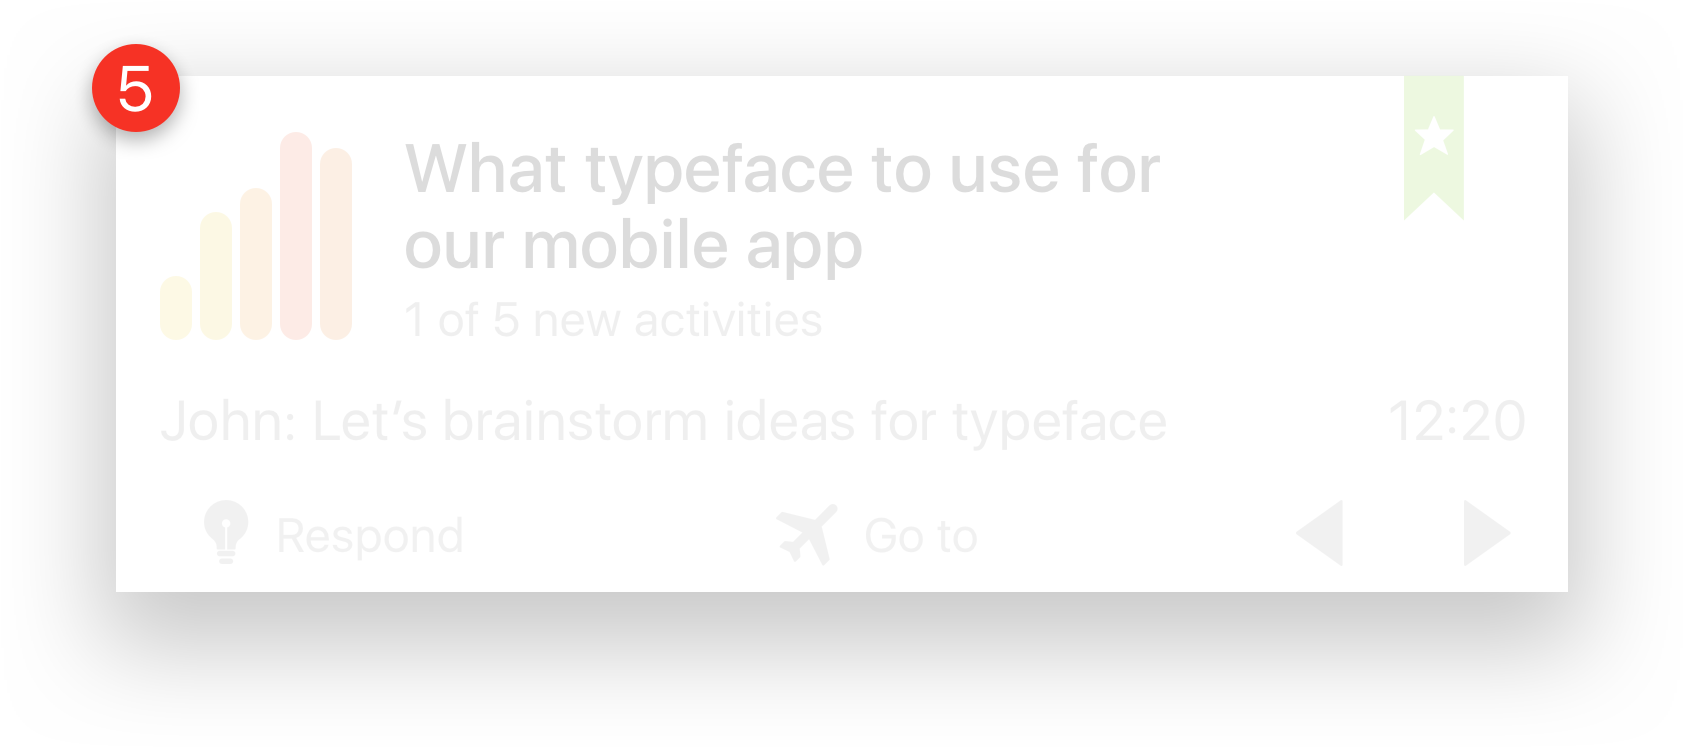 5
What typeface to use for
our mobile app
1 of 5 new activities
John: Let’s brainstorm ideas for typeface 12:20
Respond Go to